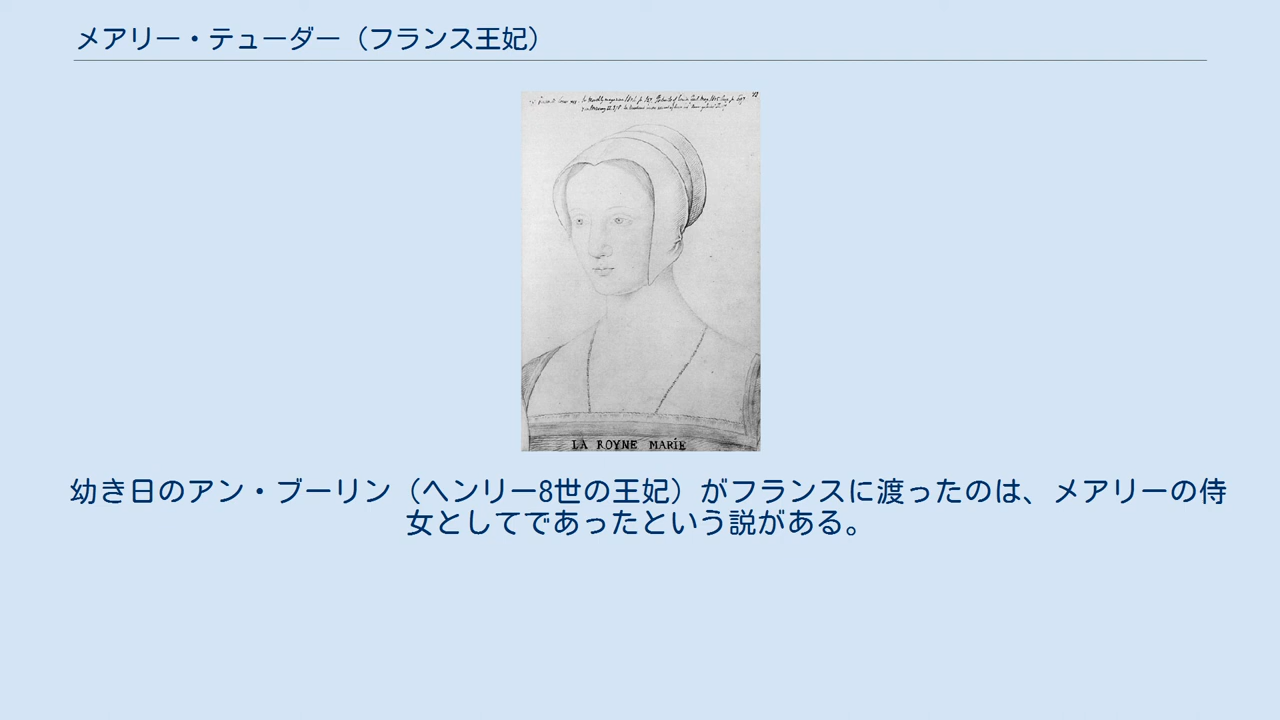 メアリー・テューダー（フランス王妃）
LA ROYNE MARIE
幼き日のアン・ブーリン（ヘンリー8世の王妃）がフランスに渡ったのは、メアリーの侍
女としてであったという説がある。